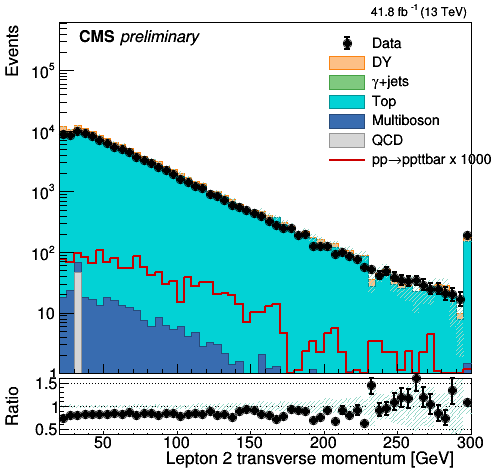 41.8 fb⁻¹ (13 TeV)
CMS preliminary
Events
Data
DY
γ+jets
Top
Multiboson
QCD
pp→ppttbar x 1000
10⁵
10⁴
10³
10²
10
1
Ratio
1.5
1
0.5
50 100 150 200 250 300
Lepton 2 transverse momentum [GeV]